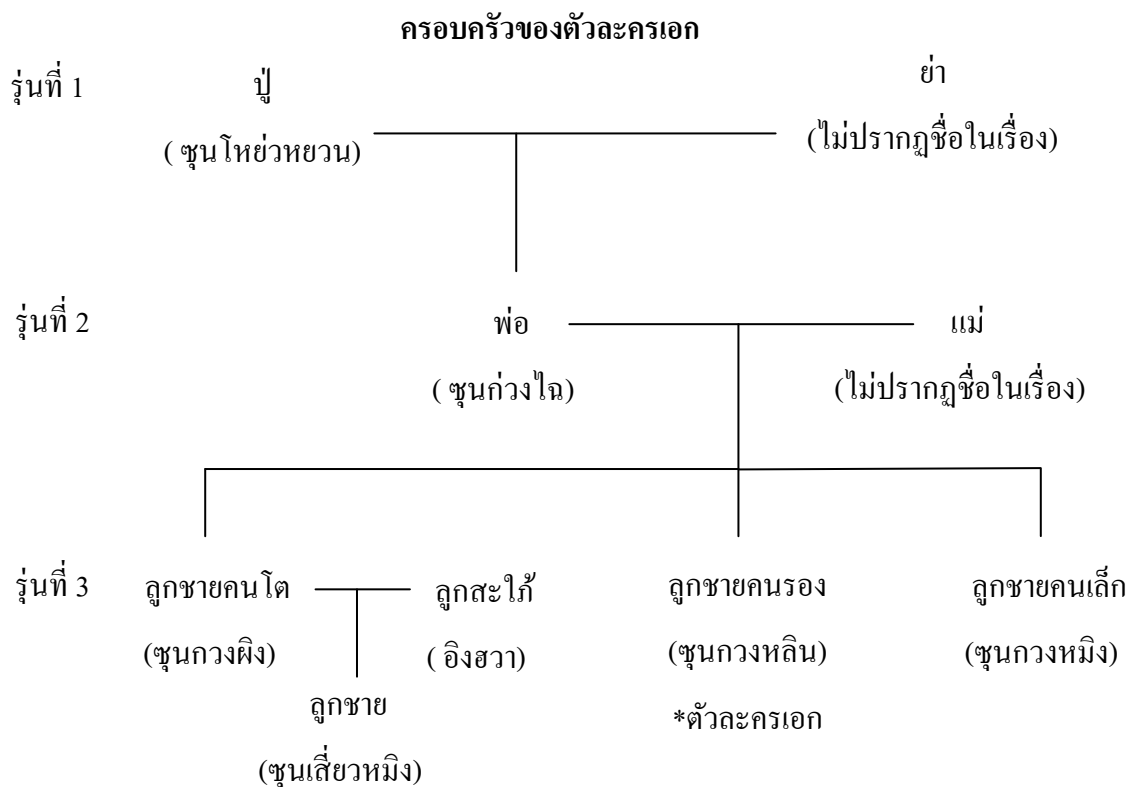 ครอบครัวของตัวละครเอก
รุ่นที่ 1 ปู่ ย่า
( ซุนโหย่วหยวน) (ไม่ปรากฏชื่อในเรื่อง)
รุ่นที่ 2 พ่อ แม่
( ซุนก่วงไฉ) (ไม่ปรากฏชื่อในเรื่อง)
รุ่นที่ 3 ลูกชายคนโต ลูกสะใภ้ ลูกชายคนรอง ลูกชายคนเล็ก
(ซุนกวงผิง) ( อิงฮวา) (ซุนกวงหลิน) (ซุนกวงหมิง)
ลูกชาย *ตัวละครเอก
(ซุนเสี่ยวหมิง)